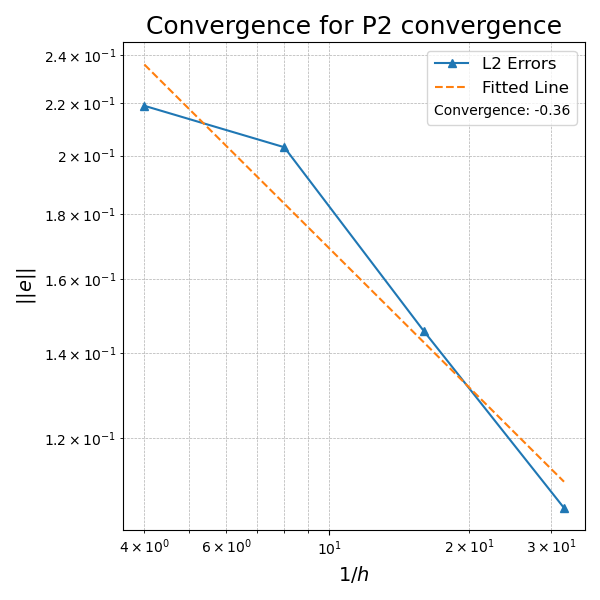 Convergence for P2 convergence
L2 Errors
Fitted Line
Convergence: -0.36
||e||
2.4 × 10⁻¹
2.2 × 10⁻¹
2 × 10⁻¹
1.8 × 10⁻¹
1.6 × 10⁻¹
1.4 × 10⁻¹
1.2 × 10⁻¹
4 × 10⁰ 6 × 10⁰ 10¹ 2 × 10¹ 3 × 10¹
1/h